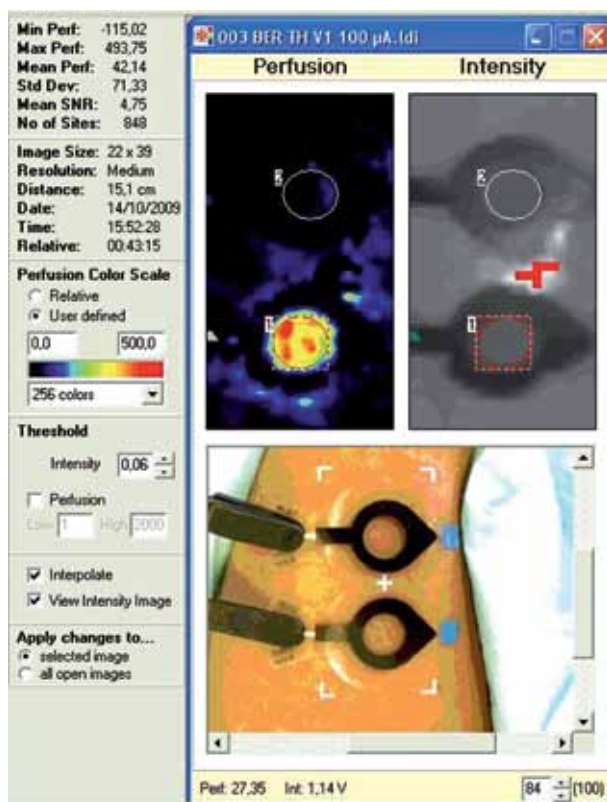 Min Perf: -115,02
Max Perf: 493,75
Mean Perf: 42,14
Std Dev: 71,33
Mean SNR: 4,75
No of Sites: 848
Image Size: 22 x 39
Resolution: Medium
Distance: 15,1 cm
Date: 14/10/2009
Time: 15:52:28
Relative: 00:43:15
Perfusion Color Scale
Relative
User defined
0,0 500,0
256 colors
Threshold
Intensity 0,06
Perfusion
Low 1 High 2000
Interpolate
View Intensity Image
Apply changes to...
selected image
all open images
003 BER TH V1 100 µA.ldi
Perfusion Intensity
2 2
1 1
Perf: 27,35 Int: 1,14 V 84 (100)